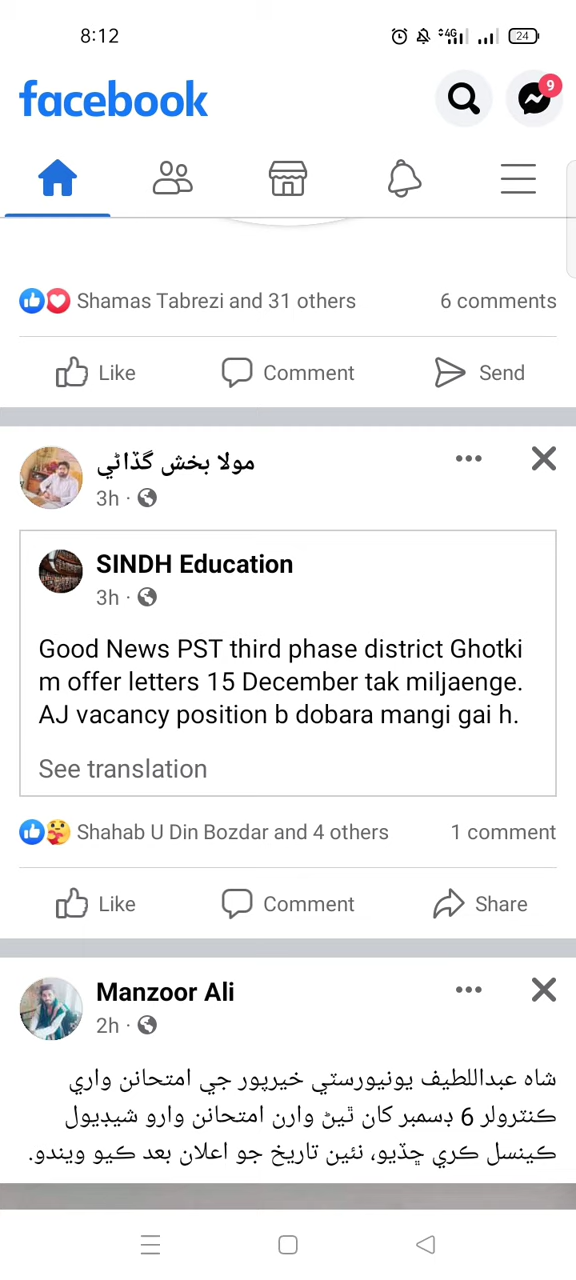 8:12
4G
24
facebook
9
Shamas Tabrezi and 31 others
6 comments
Like
Comment
Send
مولا بخش گڏاڻي
3h ·
SINDH Education
3h ·
Good News PST third phase district Ghotki
m offer letters 15 December tak miljaenge.
AJ vacancy position b dobara mangi gai h.
See translation
Shahab U Din Bozdar and 4 others
1 comment
Like
Comment
Share
Manzoor Ali
2h ·
شاه عبداللطيف يونيورسٽي خيرپور جي امتحانن واري
ڪنٽرولر 6 ڊسمبر کان ٿيڻ وارن امتحانن وارو شيڊيول
ڪينسل ڪري ڇڏيو، نئين تاريخ جو اعلان بعد ڪيو ويندو.